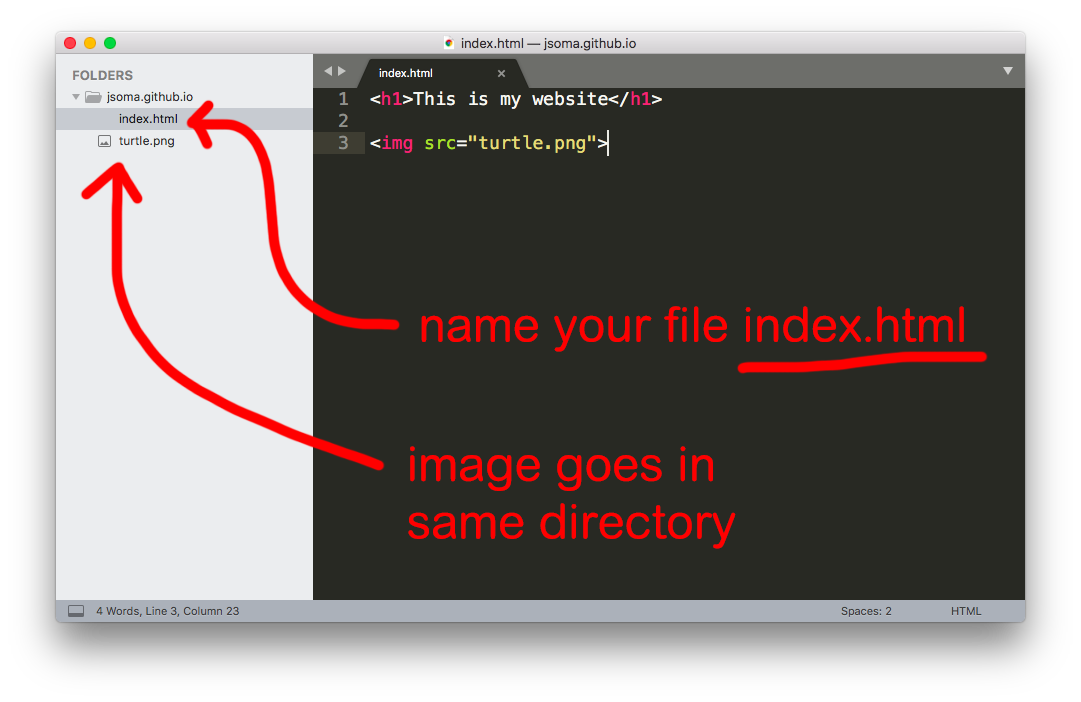 index.html — jsoma.github.io
FOLDERS
jsoma.github.io
index.html
turtle.png
index.html ×
1 <h1>This is my website</h1>
2
3 <img src="turtle.png">
name your file index.html
image goes in
same directory
4 Words, Line 3, Column 23
Spaces: 2
HTML